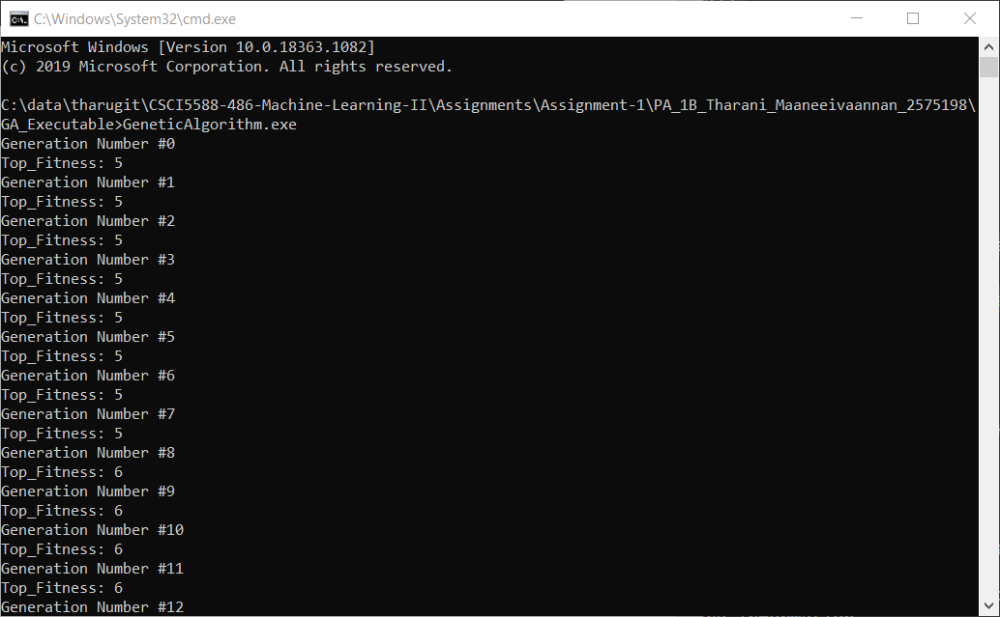 C:\Windows\System32\cmd.exe
Microsoft Windows [Version 10.0.18363.1082]
(c) 2019 Microsoft Corporation. All rights reserved.
C:\data\tharugit\CSCI5588-486-Machine-Learning-II\Assignments\Assignment-1\PA_1B_Tharani_Maaneeivaannan_2575198\
GA_Executable>GeneticAlgorithm.exe
Generation Number #0
Top_Fitness: 5
Generation Number #1
Top_Fitness: 5
Generation Number #2
Top_Fitness: 5
Generation Number #3
Top_Fitness: 5
Generation Number #4
Top_Fitness: 5
Generation Number #5
Top_Fitness: 5
Generation Number #6
Top_Fitness: 5
Generation Number #7
Top_Fitness: 5
Generation Number #8
Top_Fitness: 6
Generation Number #9
Top_Fitness: 6
Generation Number #10
Top_Fitness: 6
Generation Number #11
Top_Fitness: 6
Generation Number #12